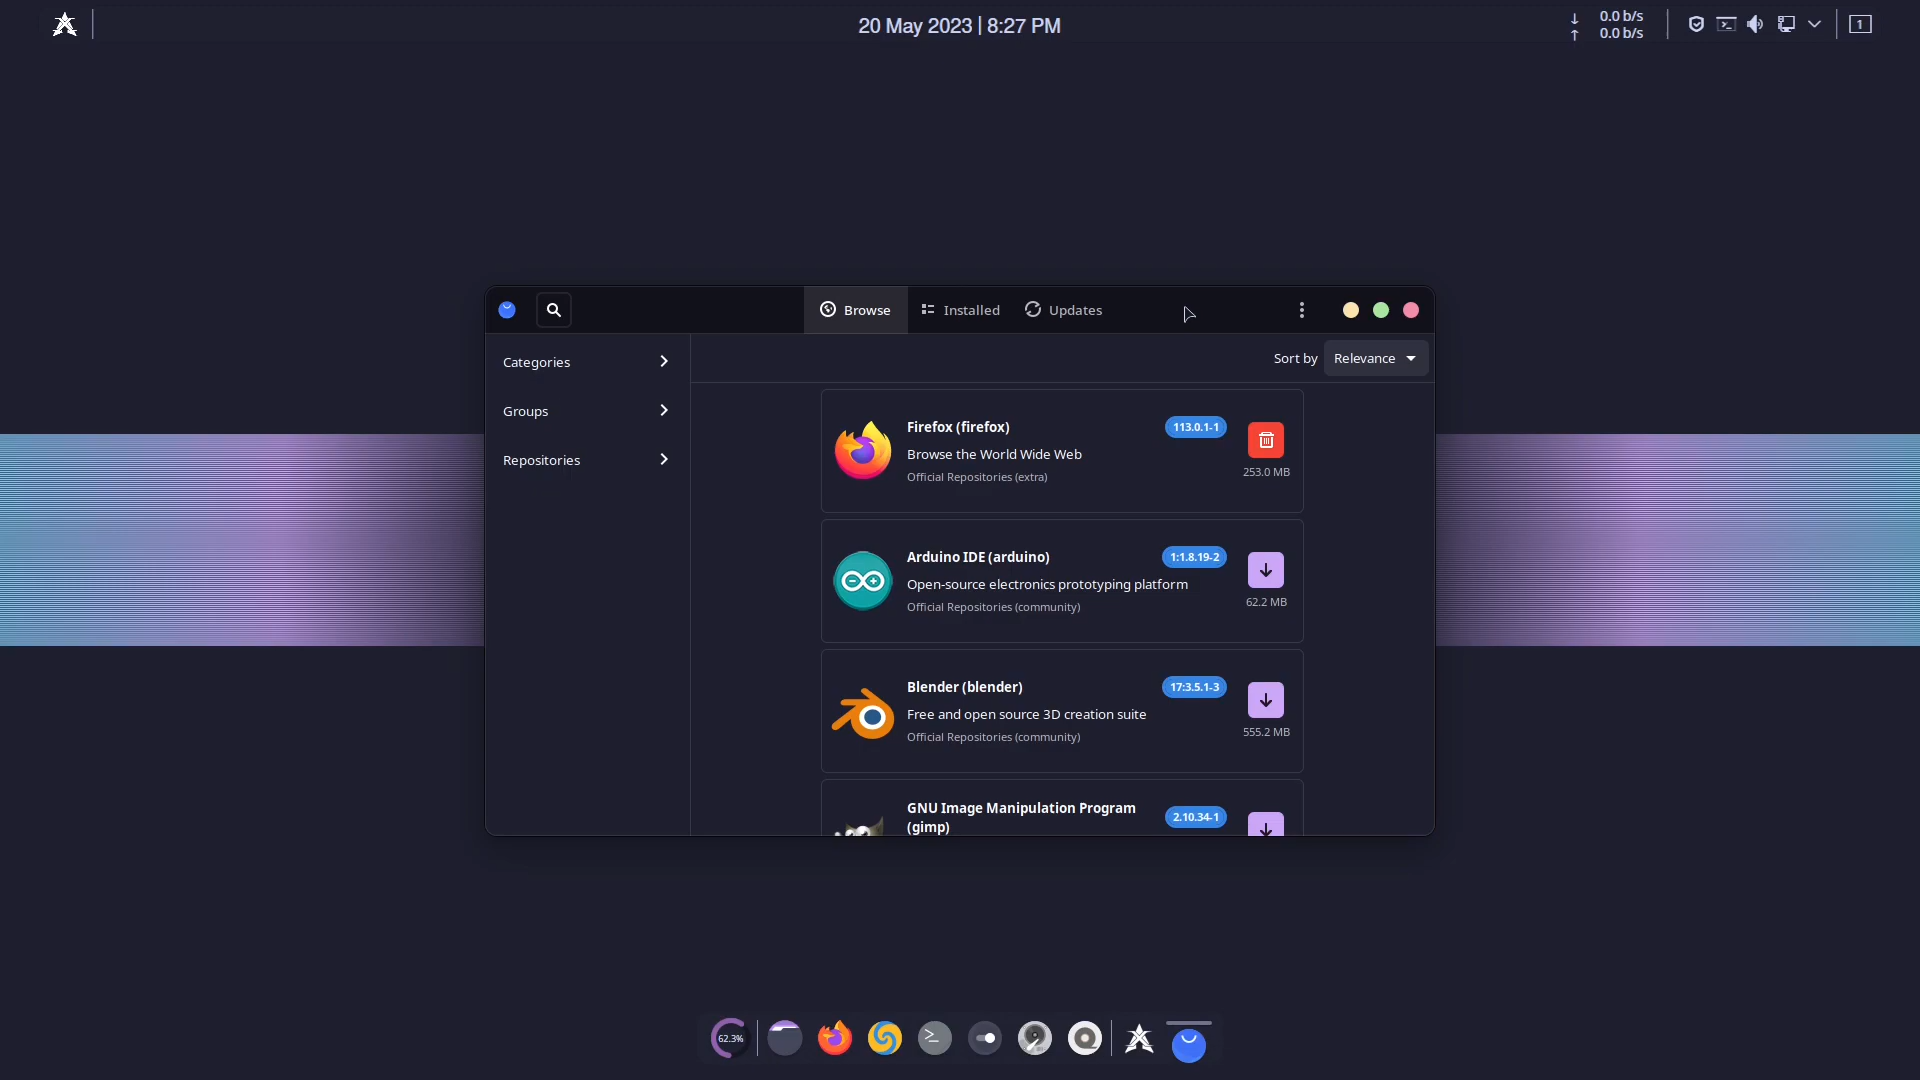 20 May 2023 | 8:27 PM
↓ 0.0 b/s
↑ 0.0 b/s
1
Browse
Installed
Updates
Categories
Groups
Repositories
Sort by Relevance
Firefox (firefox) 113.0.1-1
Browse the World Wide Web
Official Repositories (extra)
253.0 MB
Arduino IDE (arduino) 1:1.8.19-2
Open-source electronics prototyping platform
Official Repositories (community)
62.2 MB
Blender (blender) 17:3.5.1-3
Free and open source 3D creation suite
Official Repositories (community)
555.2 MB
GNU Image Manipulation Program
(gimp)
2.10.34-1
62.3%